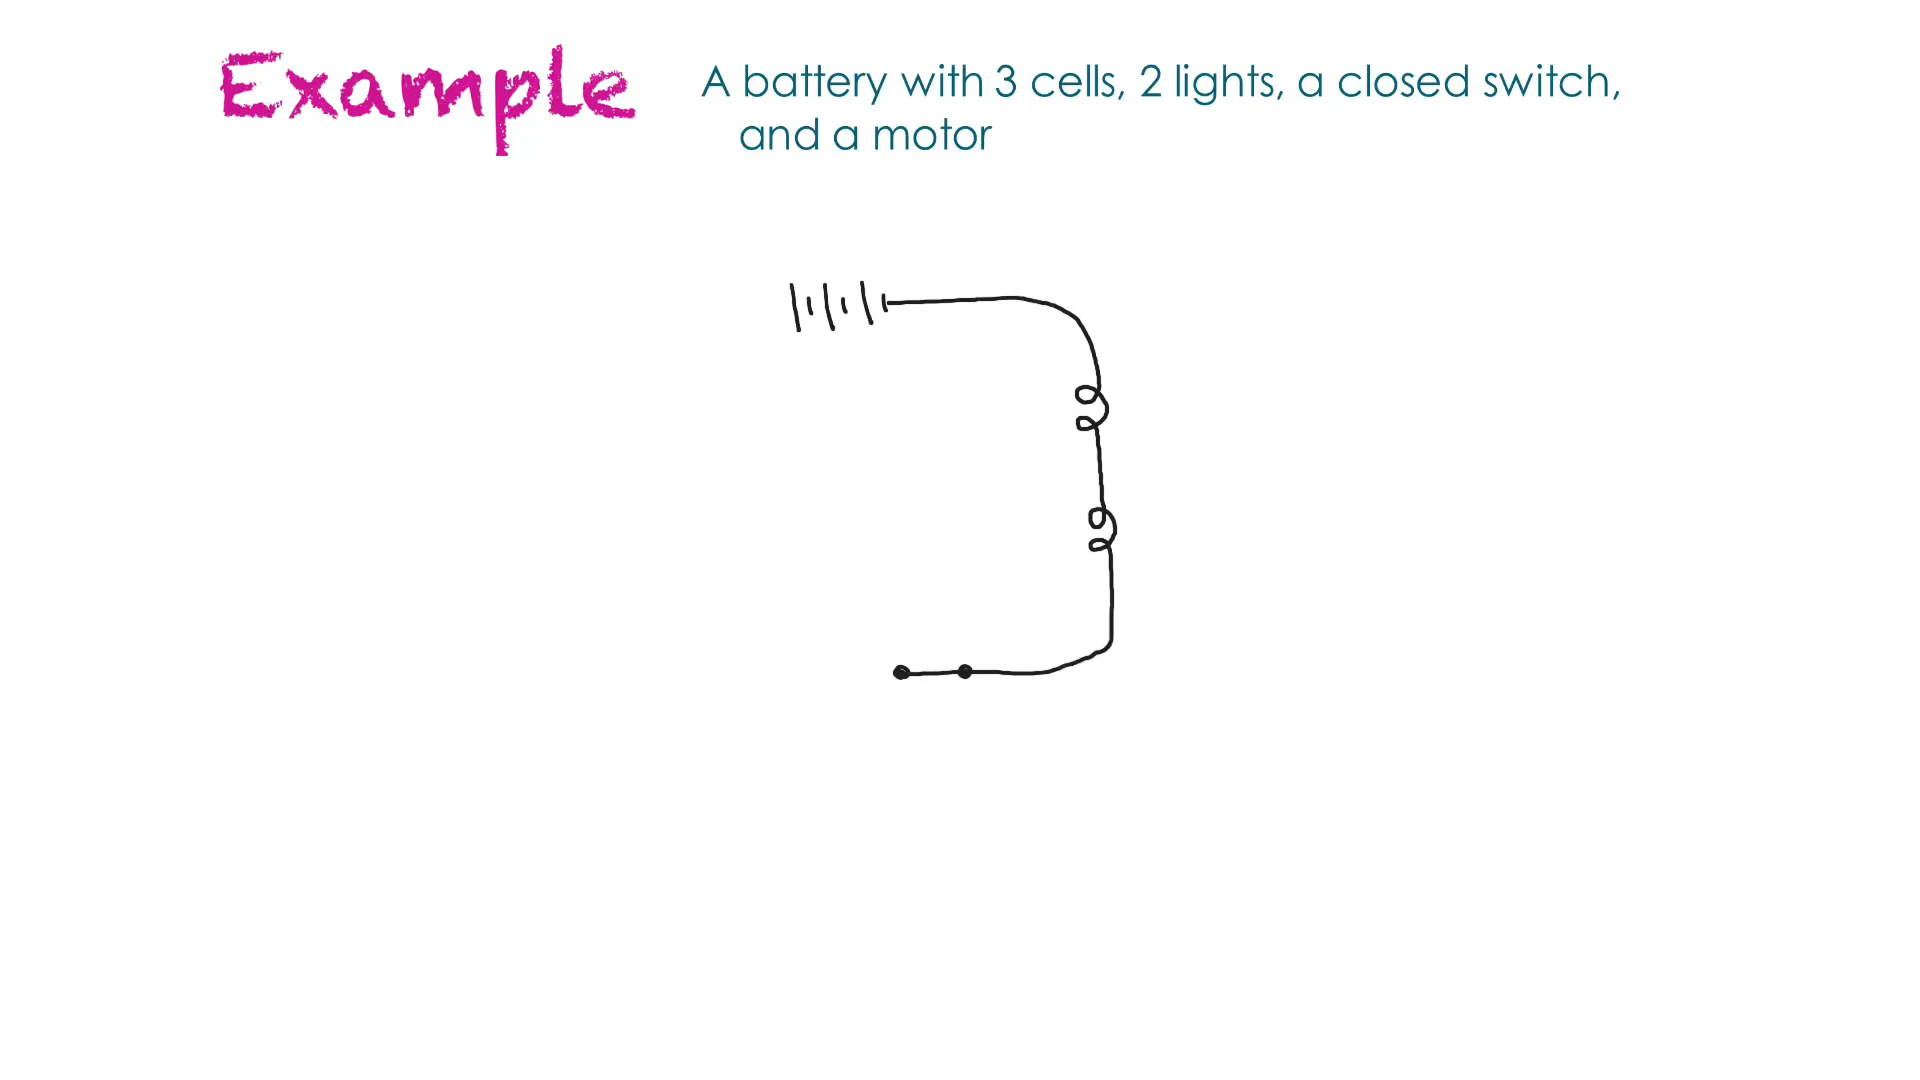 Example
A battery with 3 cells, 2 lights, a closed switch,
and a motor